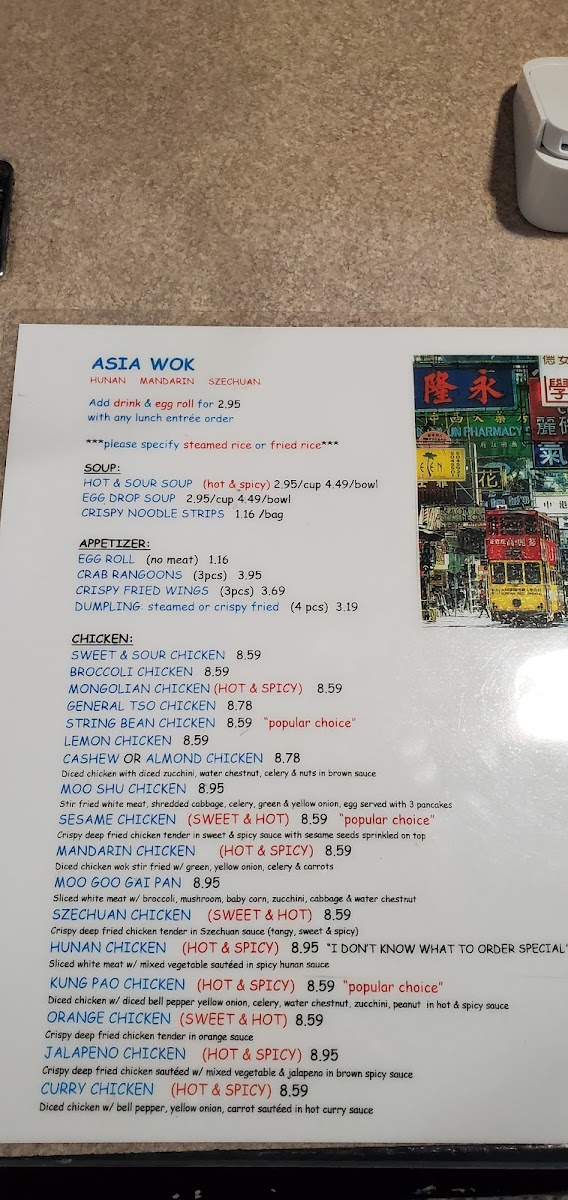 ASIA WOK
HUNAN MANDARIN SZECHUAN
Add drink & egg roll for 2.95
with any lunch entrée order
***please specify steamed rice or fried rice***
SOUP:
HOT & SOUR SOUP (hot & spicy) 2.95/cup 4.49/bowl
EGG DROP SOUP 2.95/cup 4.49/bowl
CRISPY NOODLE STRIPS 1.16 /bag
APPETIZER:
EGG ROLL (no meat) 1.16
CRAB RANGOONS (3pcs) 3.95
CRISPY FRIED WINGS (3pcs) 3.69
DUMPLING: steamed or crispy fried (4 pcs) 3.19
CHICKEN:
SWEET & SOUR CHICKEN 8.59
BROCCOLI CHICKEN 8.59
MONGOLIAN CHICKEN (HOT & SPICY) 8.59
GENERAL TSO CHICKEN 8.78
STRING BEAN CHICKEN 8.59 "popular choice"
LEMON CHICKEN 8.59
CASHEW OR ALMOND CHICKEN 8.78
Diced chicken with diced zucchini, water chestnut, celery & nuts in brown sauce
MOO SHU CHICKEN 8.95
Stir fried white meat, shredded cabbage, celery, green & yellow onion, egg served with 3 pancakes
SESAME CHICKEN (SWEET & HOT) 8.59 "popular choice"
Crispy deep fried chicken tender in sweet & spicy sauce with sesame seeds sprinkled on top
MANDARIN CHICKEN (HOT & SPICY) 8.59
Diced chicken wok stir fried w/ green, yellow onion, celery & carrots
MOO GOO GAI PAN 8.95
Sliced white meat w/ broccoli, mushroom, baby corn, zucchini, cabbage & water chestnut
SZECHUAN CHICKEN (SWEET & HOT) 8.59
Crispy deep fried chicken tender in Szechuan sauce (tangy, sweet & spicy)
HUNAN CHICKEN (HOT & SPICY) 8.95 "I DON'T KNOW WHAT TO ORDER SPECIAL"
Sliced white meat w/ mixed vegetable sautéed in spicy hunan sauce
KUNG PAO CHICKEN (HOT & SPICY) 8.59 "popular choice"
Diced chicken w/ diced bell pepper yellow onion, celery, water chestnut, zucchini, peanut in hot & spicy sauce
ORANGE CHICKEN (SWEET & HOT) 8.59
Crispy deep fried chicken tender in orange sauce
JALAPENO CHICKEN (HOT & SPICY) 8.95
Crispy deep fried chicken sautéed w/ mixed vegetable & jalapeno in brown spicy sauce
CURRY CHICKEN (HOT & SPICY) 8.59
Diced chicken w/ bell pepper, yellow onion, carrot sautéed in hot curry sauce
隆永
學
PHARMACY
氣
花